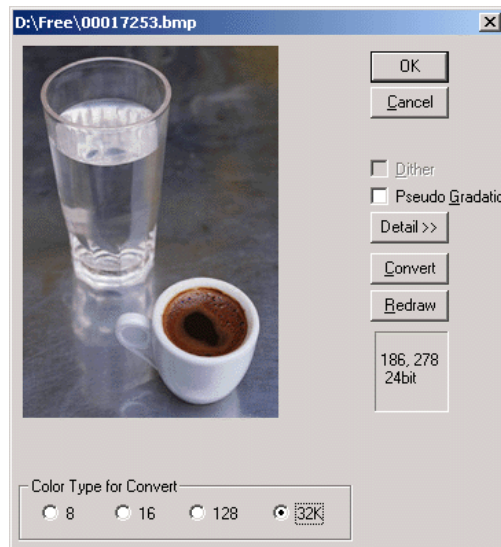 D:\Free\00017253.bmp
OK
Cancel
Dither
Pseudo Gradatio
Detail >>
Convert
Redraw
186, 278
24bit
Color Type for Convert
8 16 128 32K